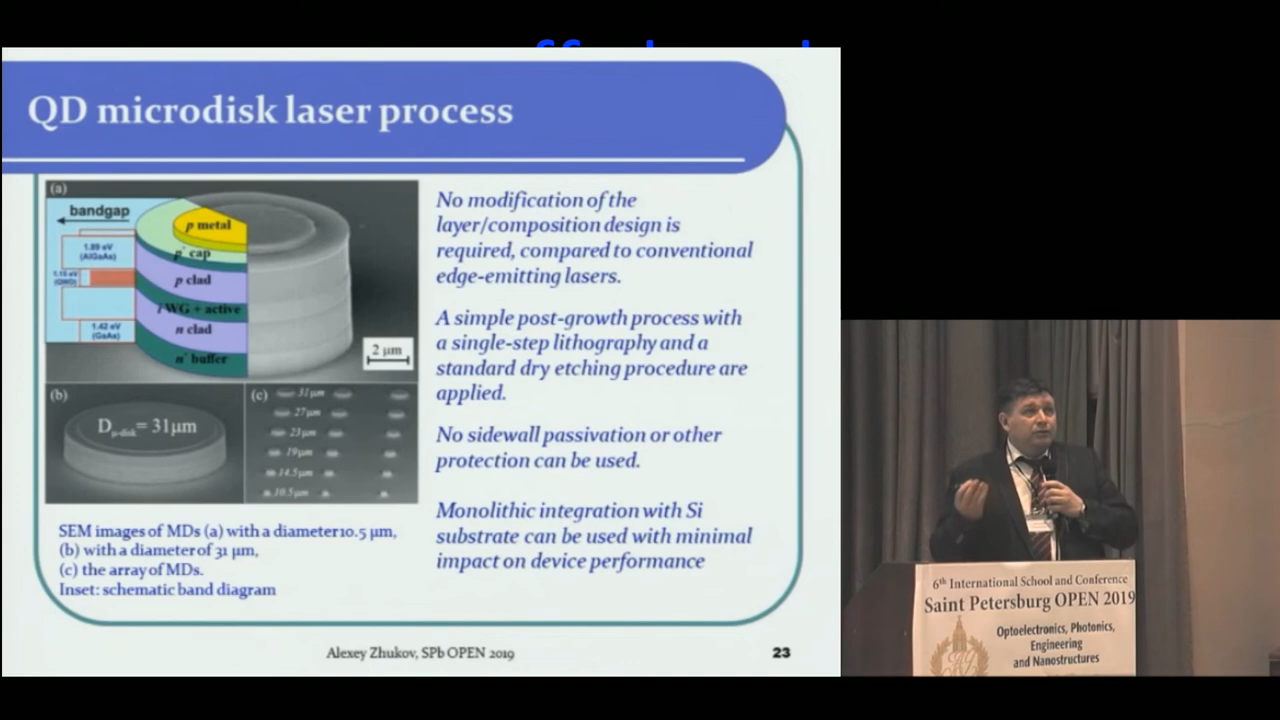 QD microdisk laser process
(a)
bandgap
1.89 eV
(AlGaAs)
1.42 eV
(GaAs)
p metal
p⁺ cap
p clad
i WG + active
n clad
n⁺ buffer
2 μm
(b)
Dμ-disk = 31μm
(c)
31μm
27μm
23μm
19μm
14.5μm
10.5μm
SEM images of MDs (a) with a diameter 10.5 μm,
(b) with a diameter of 31 μm,
(c) the array of MDs.
Inset: schematic band diagram
No modification of the
layer/composition design is
required, compared to conventional
edge-emitting lasers.
A simple post-growth process with
a single-step lithography and a
standard dry etching procedure are
applied.
No sidewall passivation or other
protection can be used.
Monolithic integration with Si
substrate can be used with minimal
impact on device performance
Alexey Zhukov, SPb OPEN 2019
23
6th International School and Conference
Saint Petersburg OPEN 2019
Optoelectronics, Photonics,
Engineering
and Nanostructures